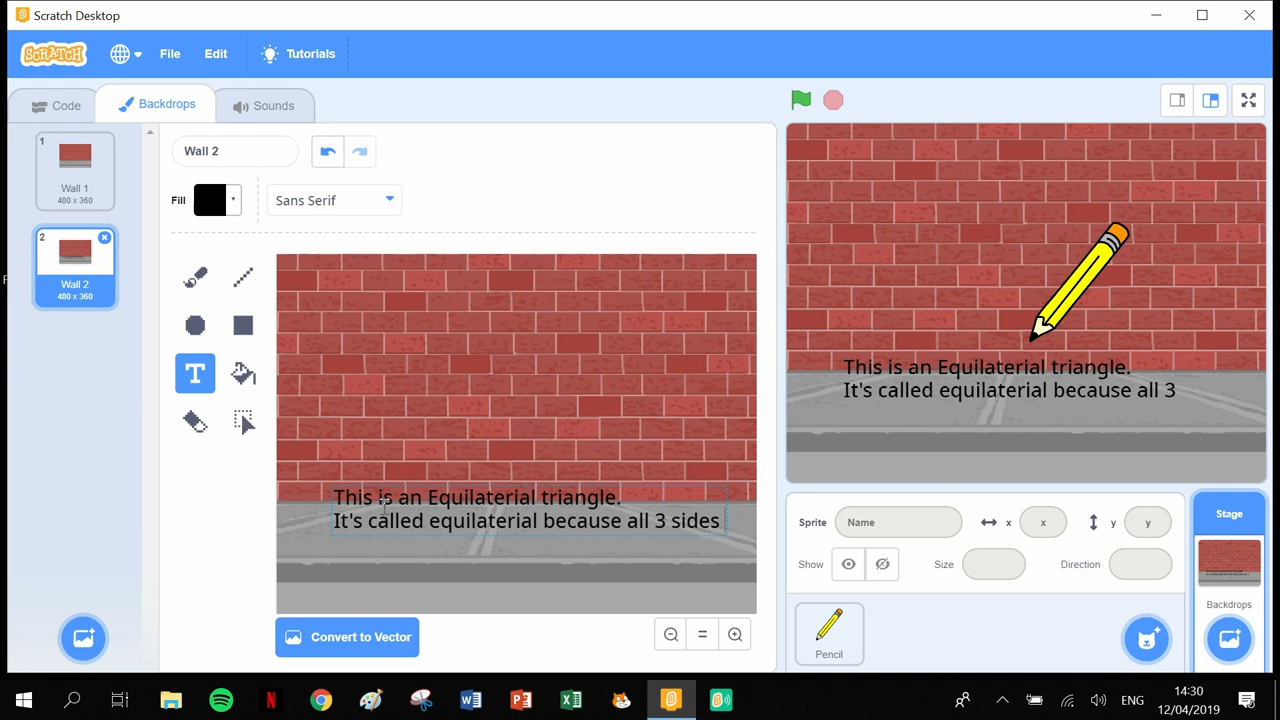 Scratch Desktop
SCRATCH
File
Edit
Tutorials
Code
Backdrops
Sounds
1
Wall 1
480 x 360
2
Wall 2
480 x 360
Wall 2
Fill
Sans Serif
T
This is an Equilaterial triangle.
It's called equilaterial because all 3 sides
Convert to Vector
This is an Equilaterial triangle.
It's called equilaterial because all 3
Sprite
Name
x
x
y
y
Show
Size
Direction
Pencil
Stage
Backdrops
ENG
14:30
12/04/2019